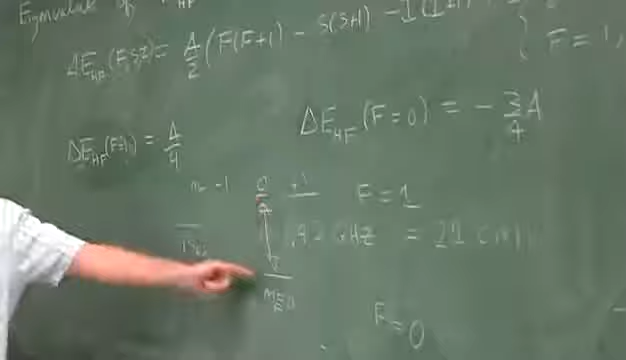 Eigenvalues of HF
ΔE_HF(F,S,I) = A/2 (F(F+1) - S(S+1) - I(I+1)
F = 1,
ΔE_HF(F=0) = - 3/4 A
ΔE_HF(F=1) = A/4
m = -1 0 +1 F = 1
1.42 GHZ = 21 cm
F = 0